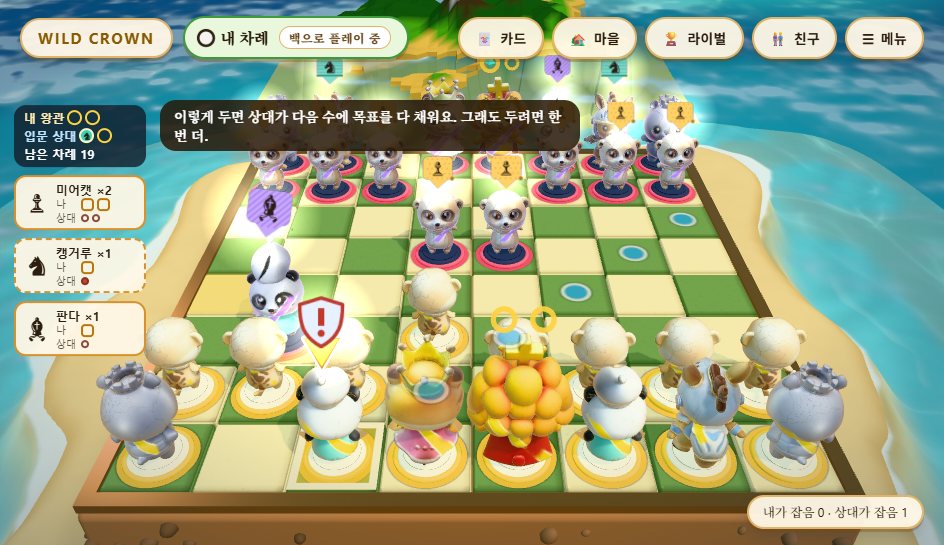 WILD CROWN
내 차례
백으로 플레이 중
카드
마을
라이벌
친구
메뉴
내 왕관
입문 상대
남은 차례 19
이렇게 두면 상대가 다음 수에 목표를 다 채워요. 그래도 두려면 한
번 더.
미어캣 ×2
나
상대
캥거루 ×1
나
상대
판다 ×1
나
상대
내가 잡음 0 · 상대가 잡음 1